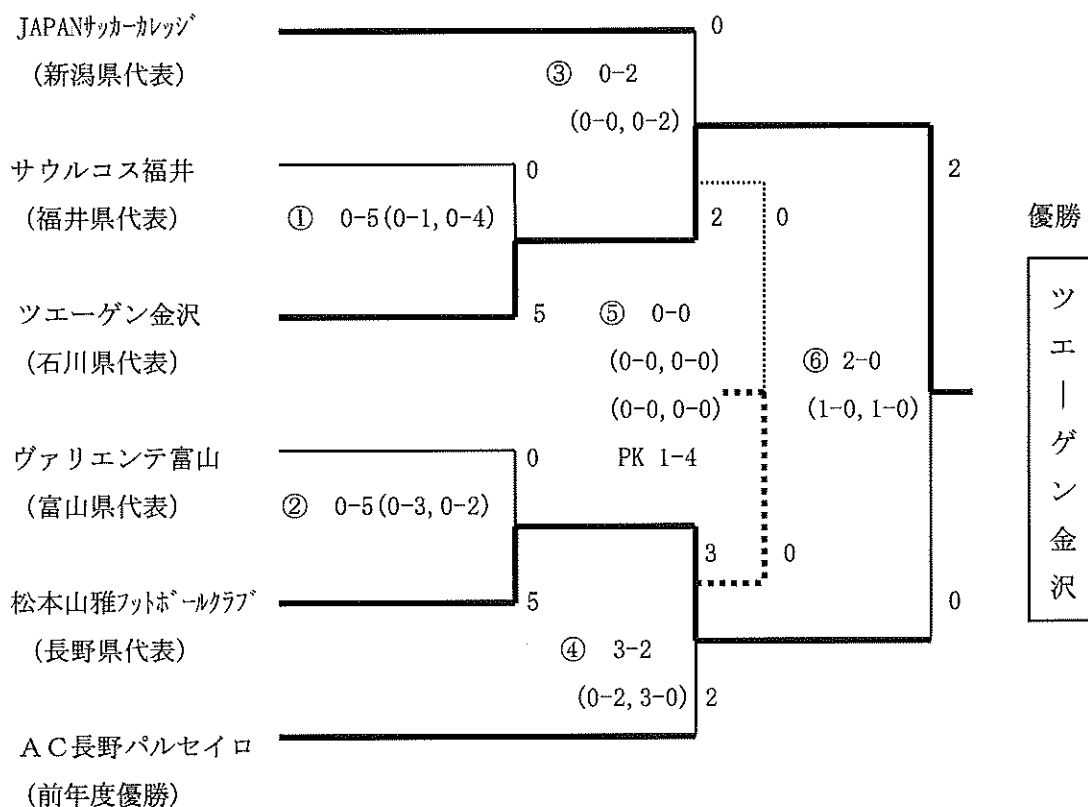 JAPANｻｯｶｰｶﾚｯｼﾞ
0
(新潟県代表)
③ 0-2
(0-0, 0-2)
サウルコス福井
0
2
(福井県代表)
① 0-5(0-1, 0-4)
2
0
優勝
ツエーゲン金沢
5
⑤ 0-0
(石川県代表)
(0-0, 0-0)
⑥ 2-0
(0-0, 0-0)
(1-0, 1-0)
ヴァリエンテ富山
0
PK 1-4
(富山県代表)
② 0-5(0-3, 0-2)
3
0
松本山雅ﾌｯﾄﾎﾞｰﾙｸﾗﾌﾞ
5
0
(長野県代表)
④ 3-2
(0-2, 3-0)
2
ＡＣ長野パルセイロ
(前年度優勝)
ツエーゲン金沢